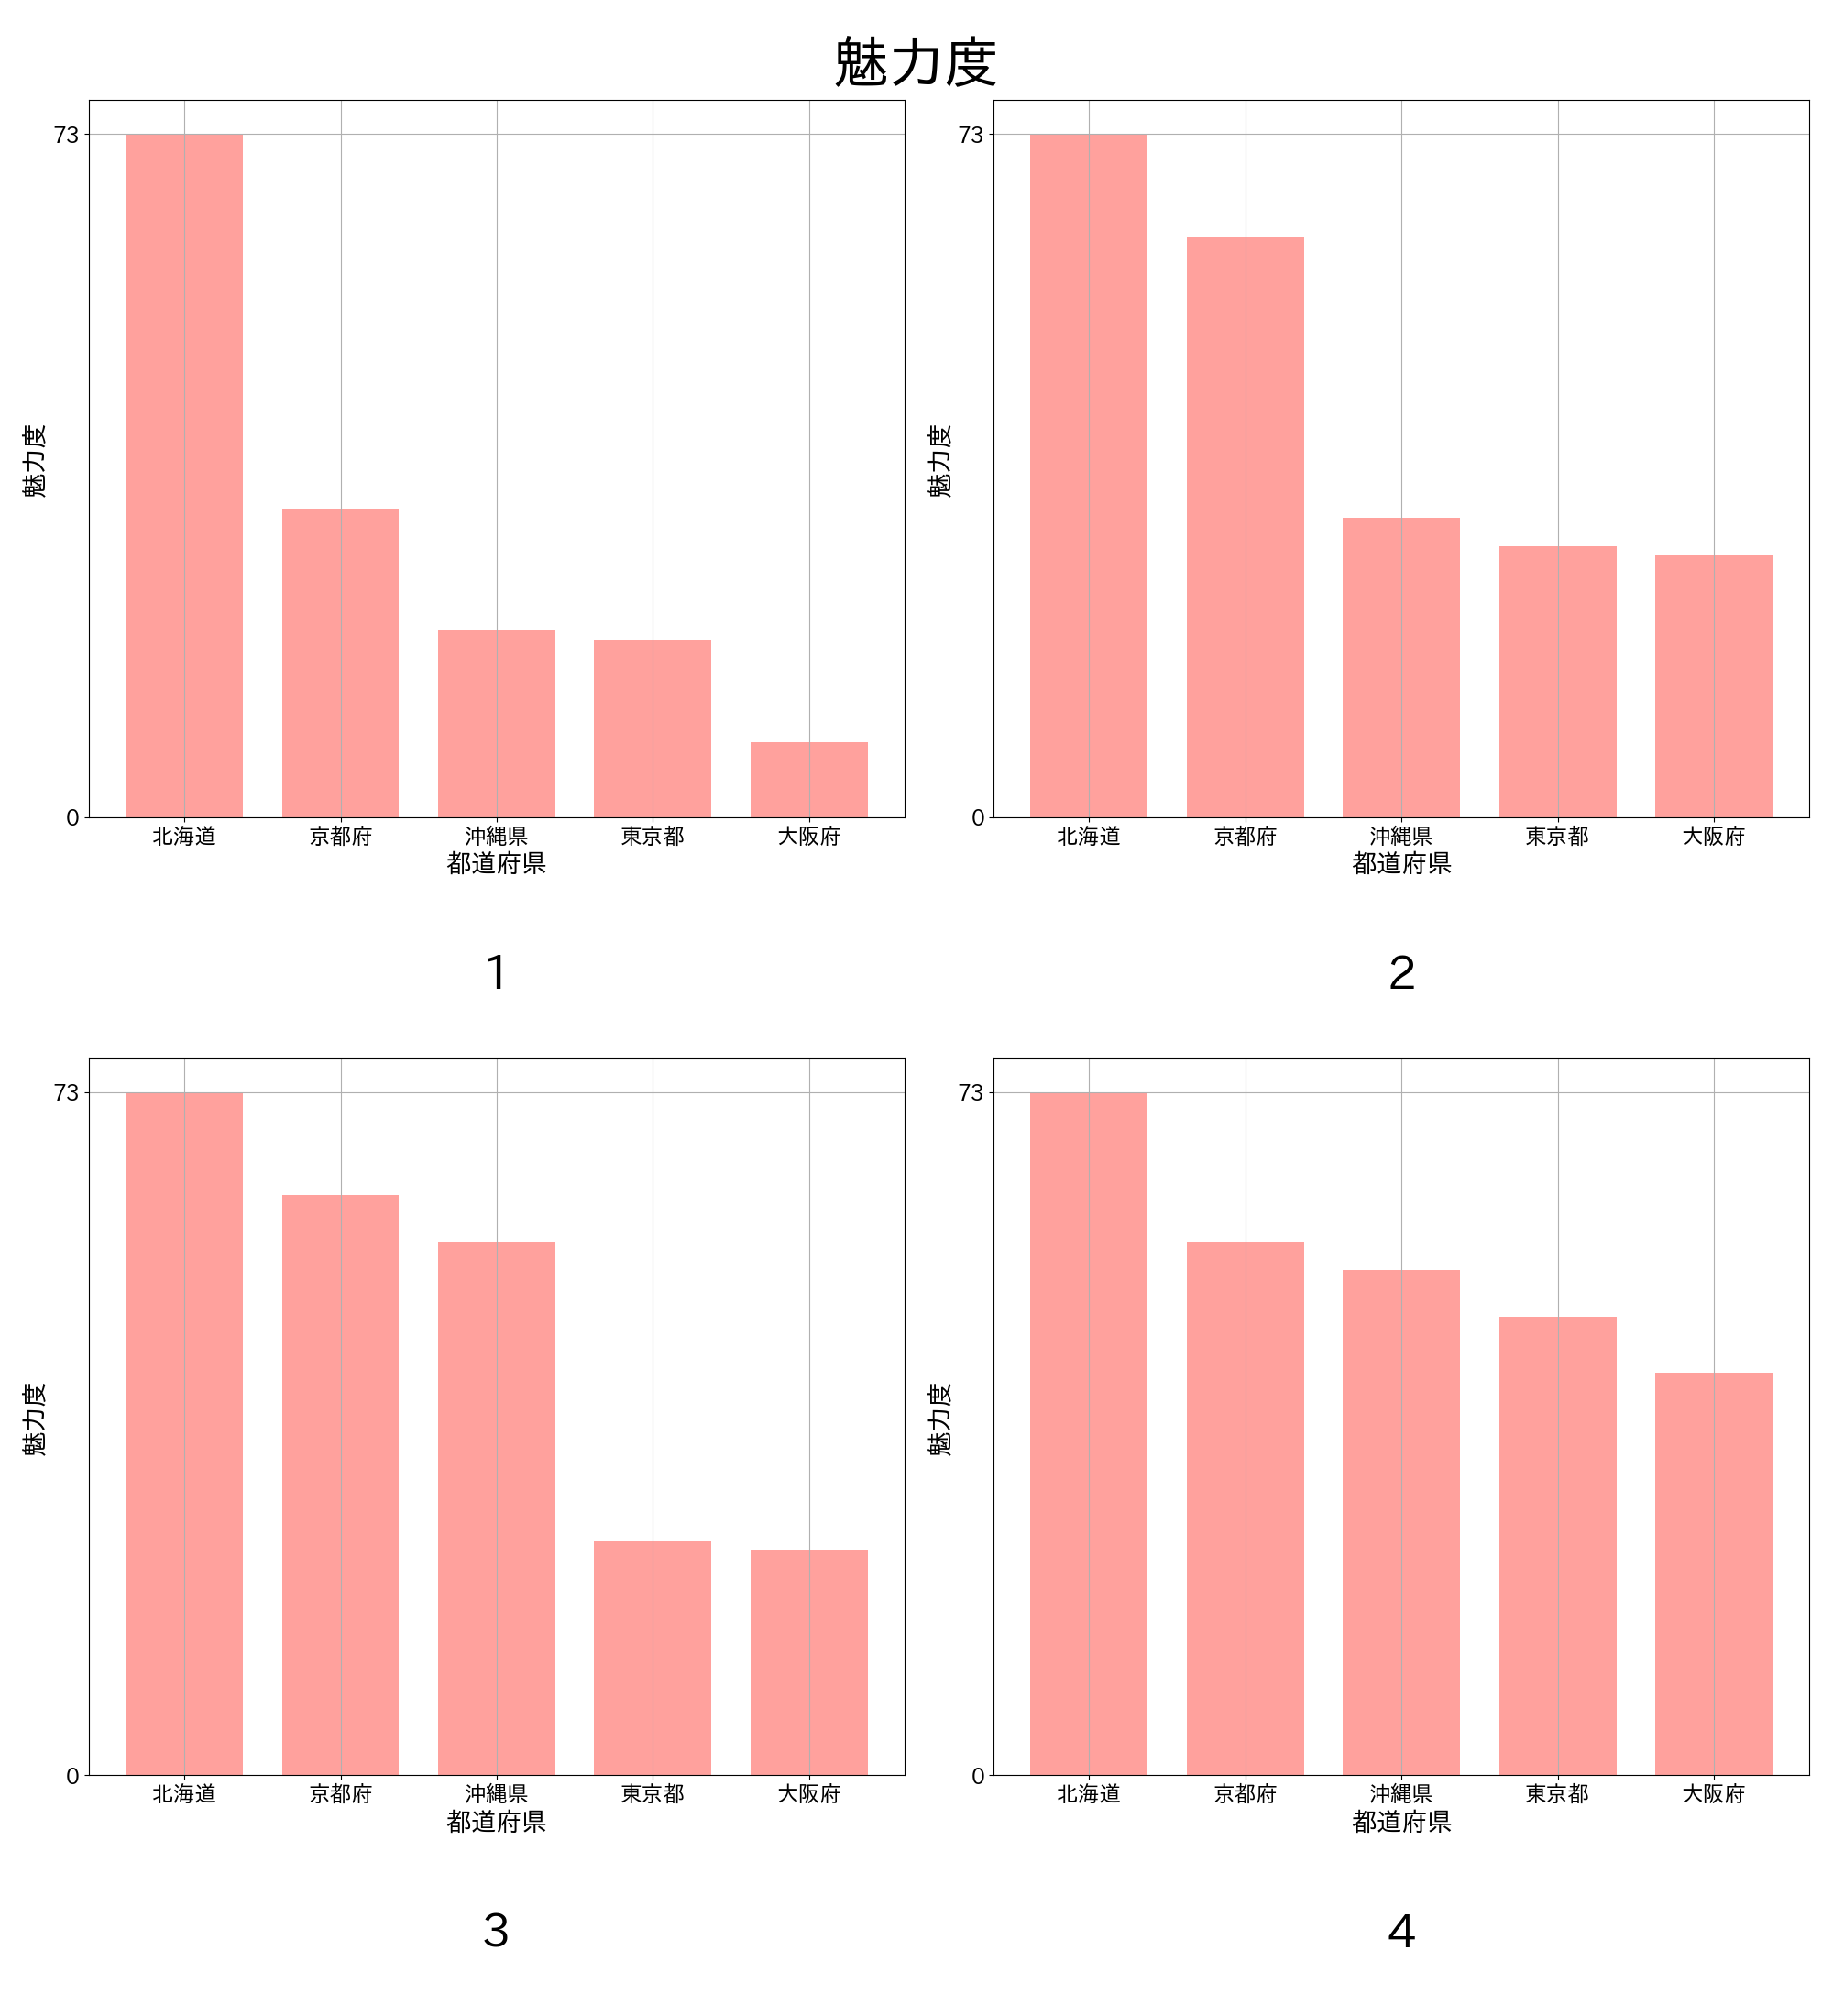 魅力度
73
0
魅力度
北海道 京都府 沖縄県 東京都 大阪府
都道府県
1
73
0
魅力度
北海道 京都府 沖縄県 東京都 大阪府
都道府県
2
73
0
魅力度
北海道 京都府 沖縄県 東京都 大阪府
都道府県
3
73
0
魅力度
北海道 京都府 沖縄県 東京都 大阪府
都道府県
4